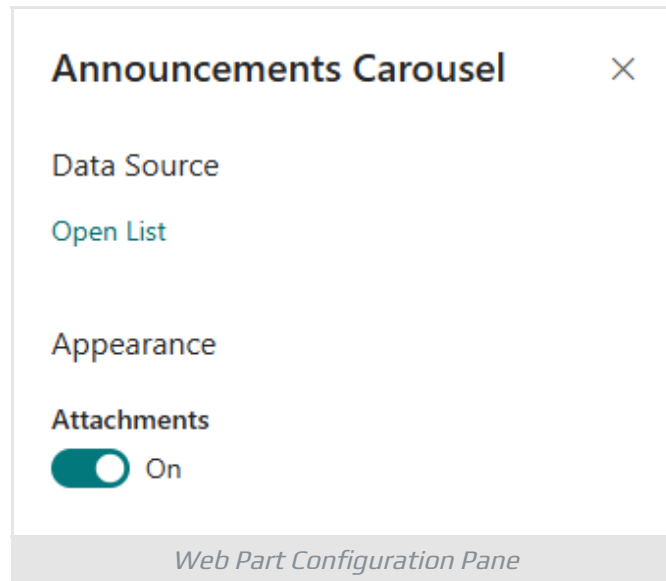 Announcements Carousel
Data Source
Open List
Appearance
Attachments
On
Web Part Configuration Pane